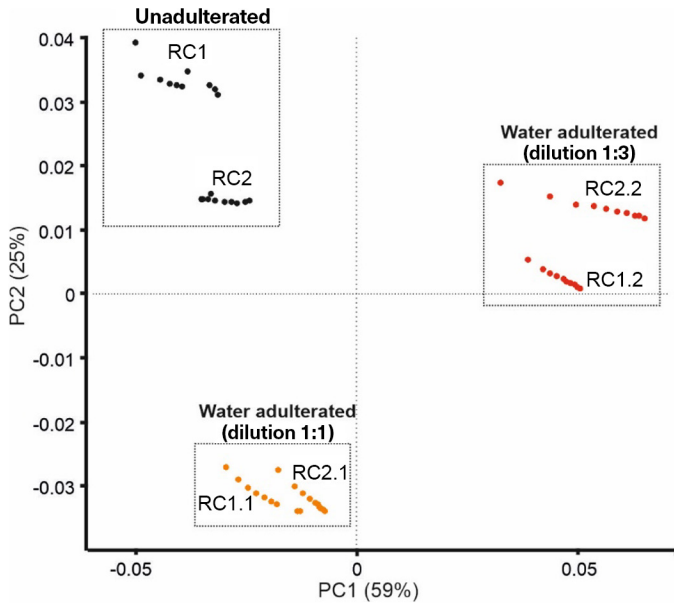 Unadulterated
0.04
RC1
0.03
Water adulterated
(dilution 1:3)
0.02
RC2
RC2.2
0.01
RC1.2
PC2 (25%)
0
-0.01
Water adulterated
(dilution 1:1)
-0.02
RC2.1
-0.03
RC1.1
-0.05
0
0.05
PC1 (59%)